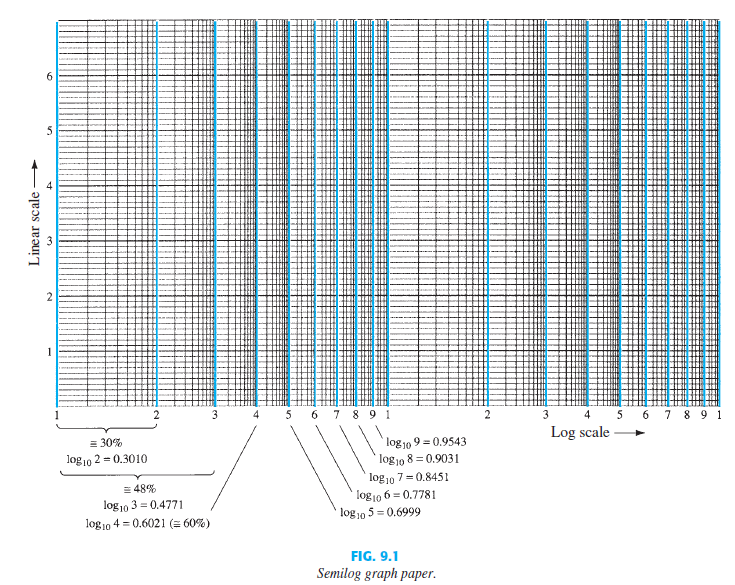 6
5
4
3
2
1
Linear scale
1 2 3 4 5 6 7 8 9 1 2 3 4 5 6 7 8 9 1
Log scale
≅ 30%
log10 2 = 0.3010
≅ 48%
log10 3 = 0.4771
log10 4 = 0.6021 (≅ 60%)
log10 9 = 0.9543
log10 8 = 0.9031
log10 7 = 0.8451
log10 6 = 0.7781
log10 5 = 0.6999
FIG. 9.1
Semilog graph paper.